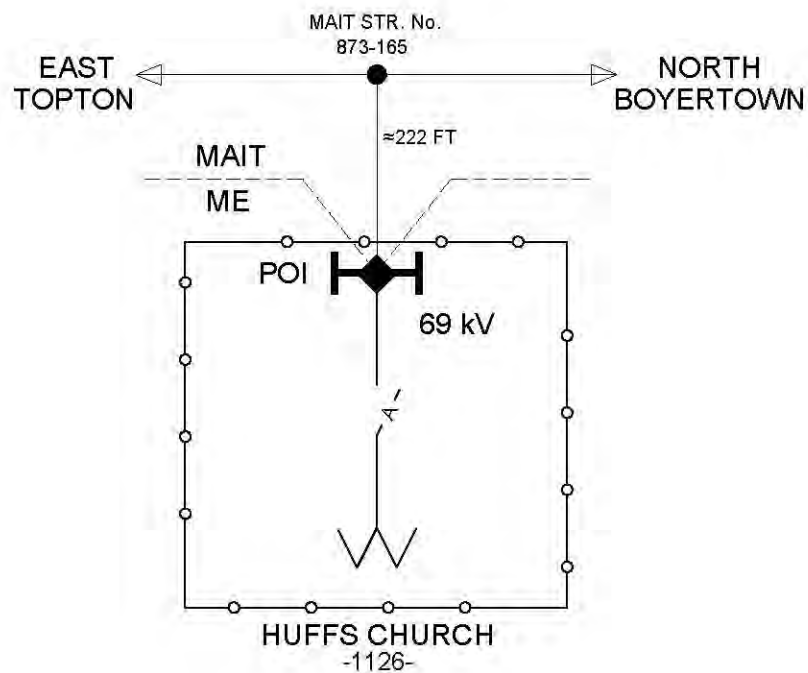 MAIT STR. No.
873-165
EAST
TOPTON
NORTH
BOYERTOWN
≈222 FT
MAIT
ME
POI
69 kV
A
HUFFS CHURCH
-1126-